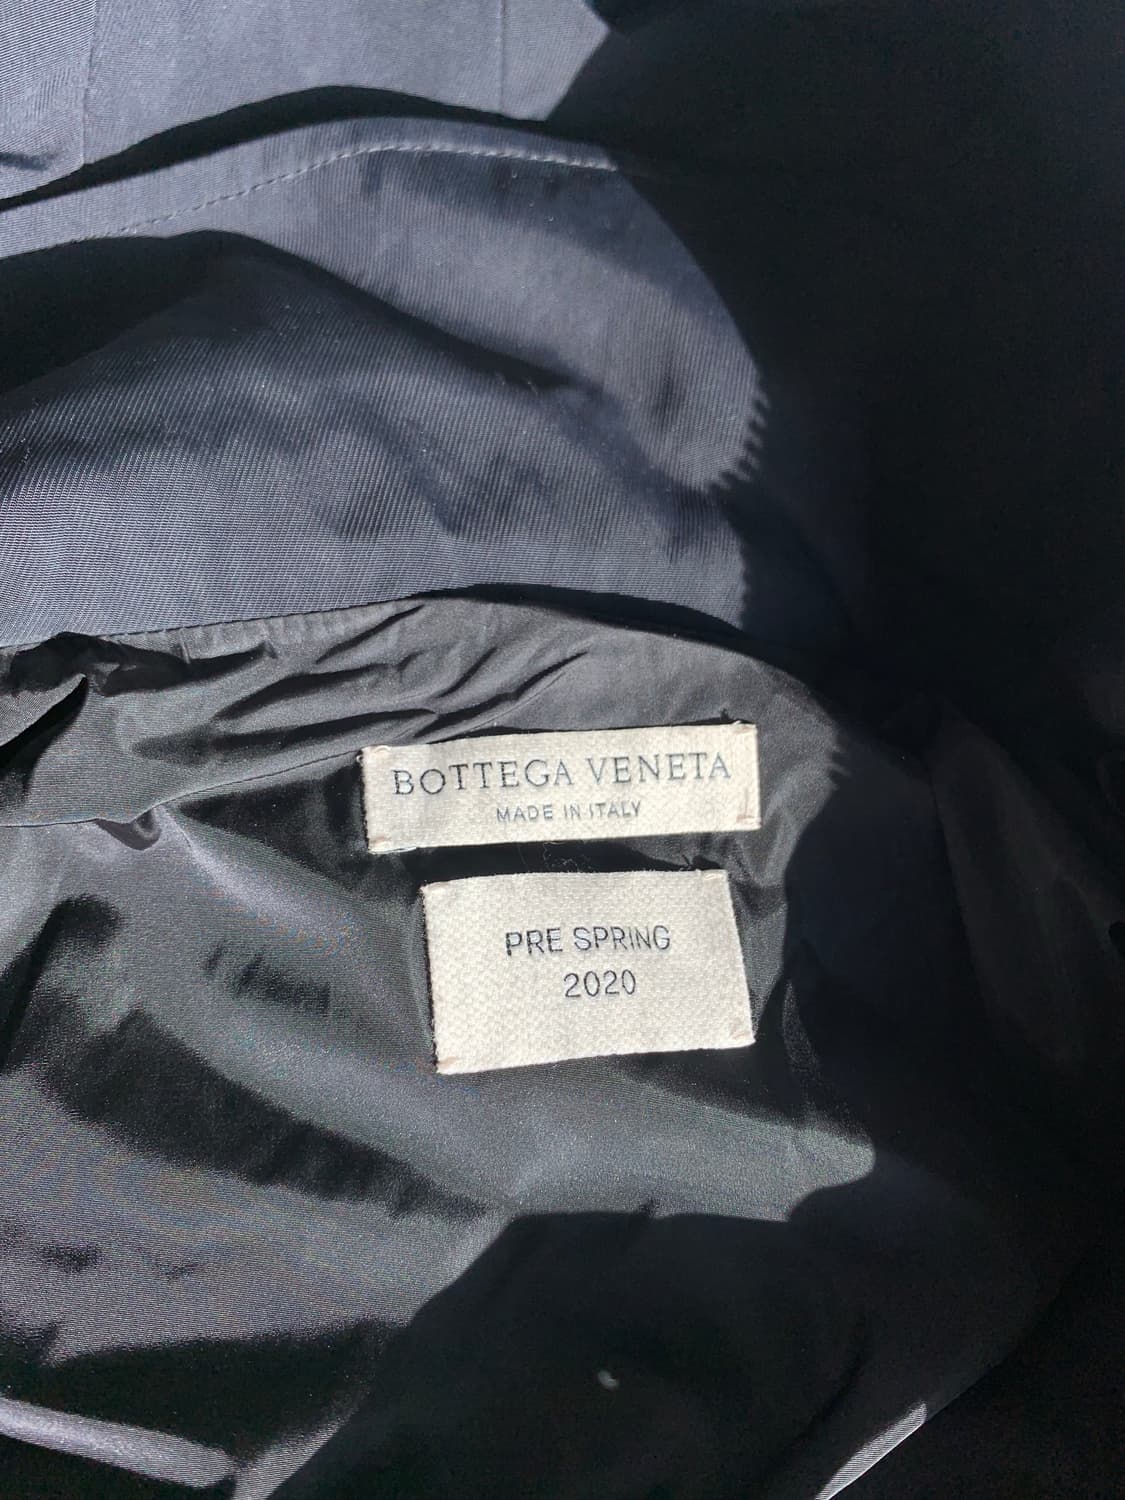 BOTTEGA VENETA
MADE IN ITALY
PRE SPRING
2020